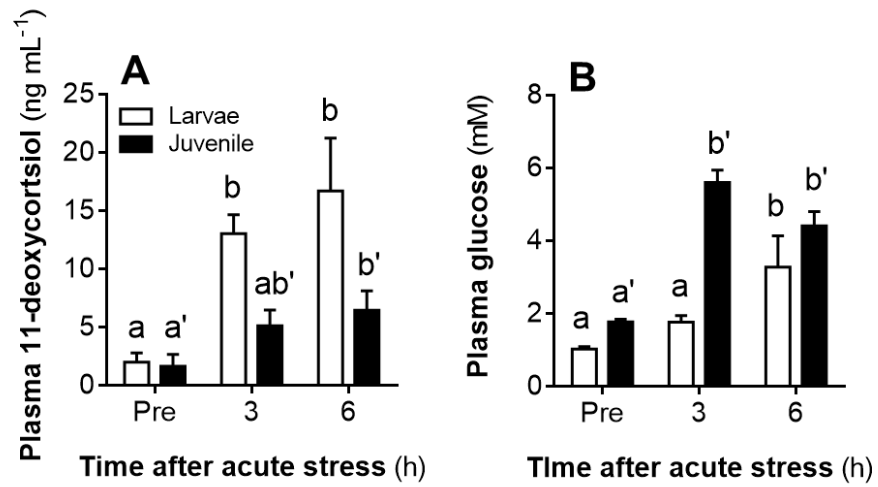 A
Plasma 11-deoxycortsiol (ng mL⁻¹)
25
20
15
10
5
0
Larvae
Juvenile
a
a'
b
ab'
b
b'
Pre
3
6
Time after acute stress (h)
B
Plasma glucose (mM)
8
6
4
2
0
a
a'
a
b'
b
b'
Pre
3
6
TIme after acute stress (h)